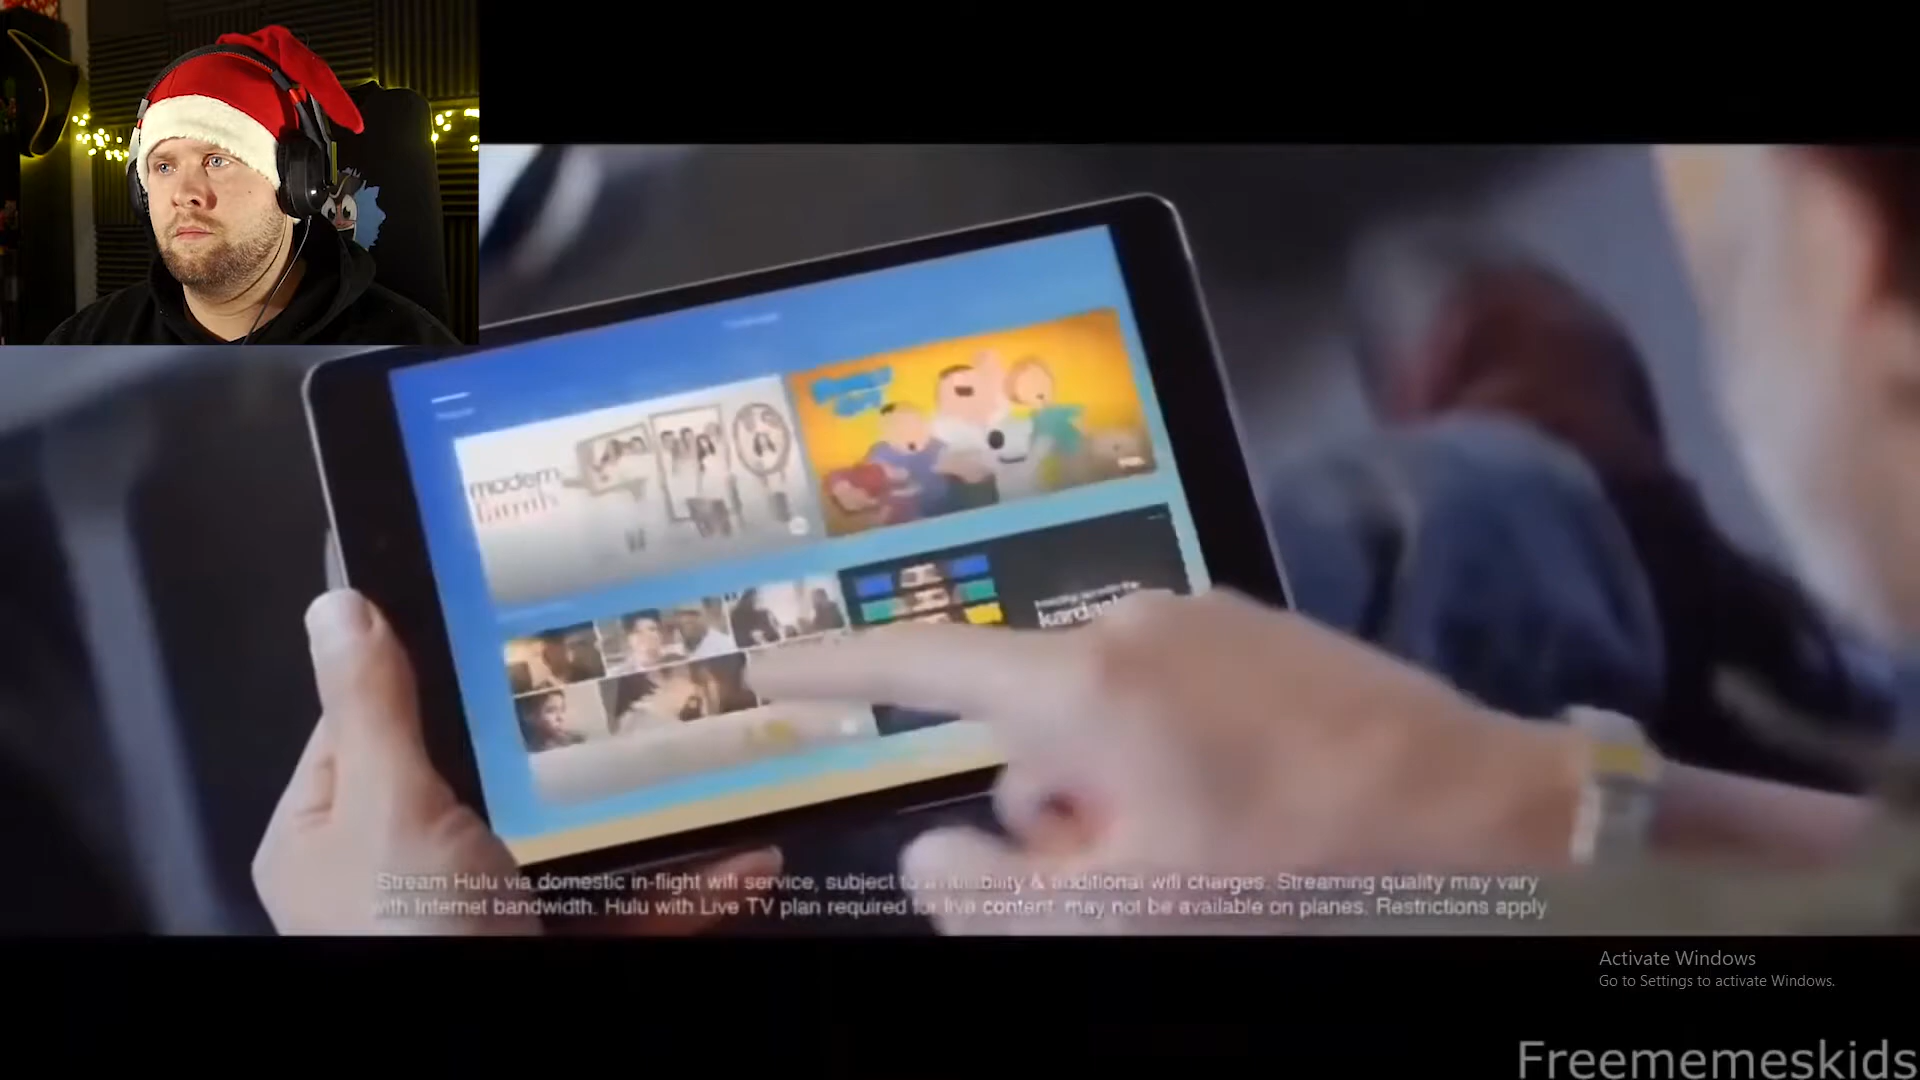 modern
family
kardash
Stream Hulu via domestic in-flight wifi service, subject to availability & additional wifi charges. Streaming quality may vary
with Internet bandwidth. Hulu with Live TV plan required for live content, may not be available on planes. Restrictions apply
Activate Windows
Go to Settings to activate Windows.
Freememeskids